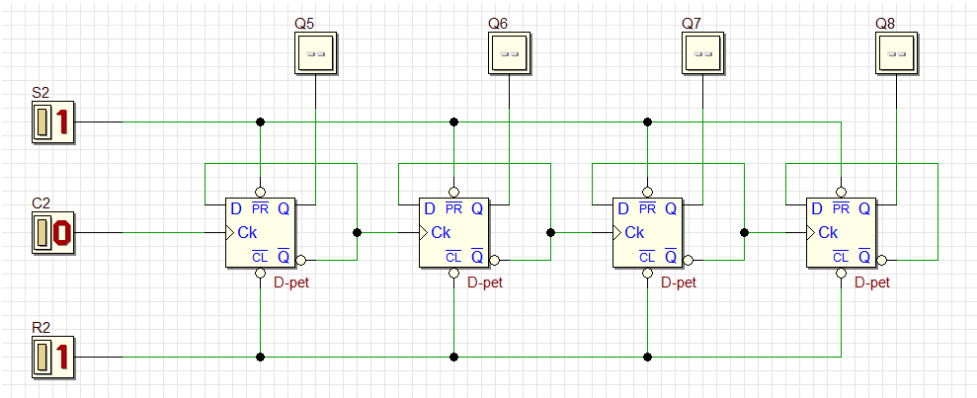 Q5 Q6 Q7 Q8
-- -- -- --
S2
1
D PR Q D PR Q D PR Q D PR Q
C2
0
Ck Ck Ck Ck
CL Q̅ CL Q̅ CL Q̅ CL Q̅
D-pet D-pet D-pet D-pet
R2
1